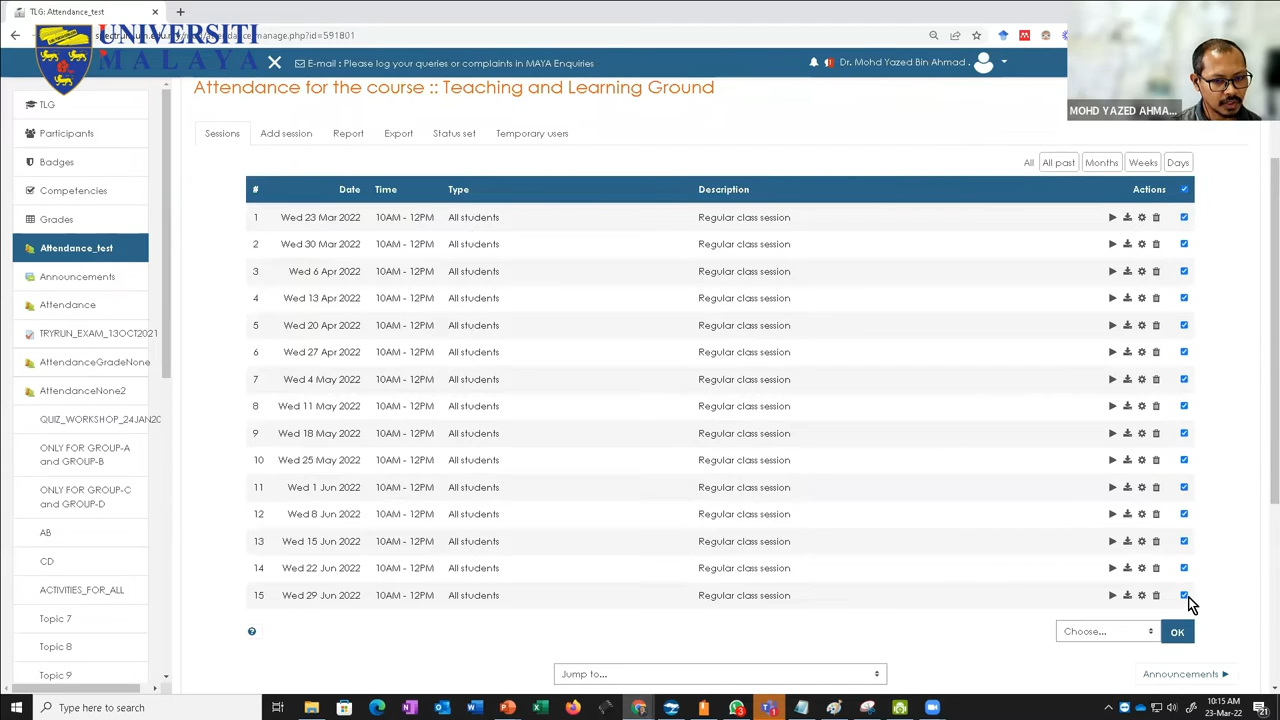 TLG: Attendance_test
UNIVERSITI
MALAYA
manage.php?id=591801
E-mail : Please log your queries or complaints in MAYA Enquiries
Dr. Mohd Yazed Bin Ahmad .
MOHD YAZED AHMA...
Attendance for the course :: Teaching and Learning Ground
TLG
Participants
Badges
Competencies
Grades
Attendance_test
Announcements
Attendance
TRYRUN_EXAM_13OCT2021
AttendanceGradeNone
AttendanceNone2
QUIZ_WORKSHOP_24JAN20
ONLY FOR GROUP-A
and GROUP-B
ONLY FOR GROUP-C
and GROUP-D
AB
CD
ACTIVITIES_FOR_ALL
Topic 7
Topic 8
Topic 9
Sessions Add session Report Export Status set Temporary users
All All past Months Weeks Days
# Date Time Type Description Actions
1 Wed 23 Mar 2022 10AM - 12PM All students Regular class session
2 Wed 30 Mar 2022 10AM - 12PM All students Regular class session
3 Wed 6 Apr 2022 10AM - 12PM All students Regular class session
4 Wed 13 Apr 2022 10AM - 12PM All students Regular class session
5 Wed 20 Apr 2022 10AM - 12PM All students Regular class session
6 Wed 27 Apr 2022 10AM - 12PM All students Regular class session
7 Wed 4 May 2022 10AM - 12PM All students Regular class session
8 Wed 11 May 2022 10AM - 12PM All students Regular class session
9 Wed 18 May 2022 10AM - 12PM All students Regular class session
10 Wed 25 May 2022 10AM - 12PM All students Regular class session
11 Wed 1 Jun 2022 10AM - 12PM All students Regular class session
12 Wed 8 Jun 2022 10AM - 12PM All students Regular class session
13 Wed 15 Jun 2022 10AM - 12PM All students Regular class session
14 Wed 22 Jun 2022 10AM - 12PM All students Regular class session
15 Wed 29 Jun 2022 10AM - 12PM All students Regular class session
Choose... OK
Jump to...
Announcements
Type here to search
10:15 AM
23-Mar-22